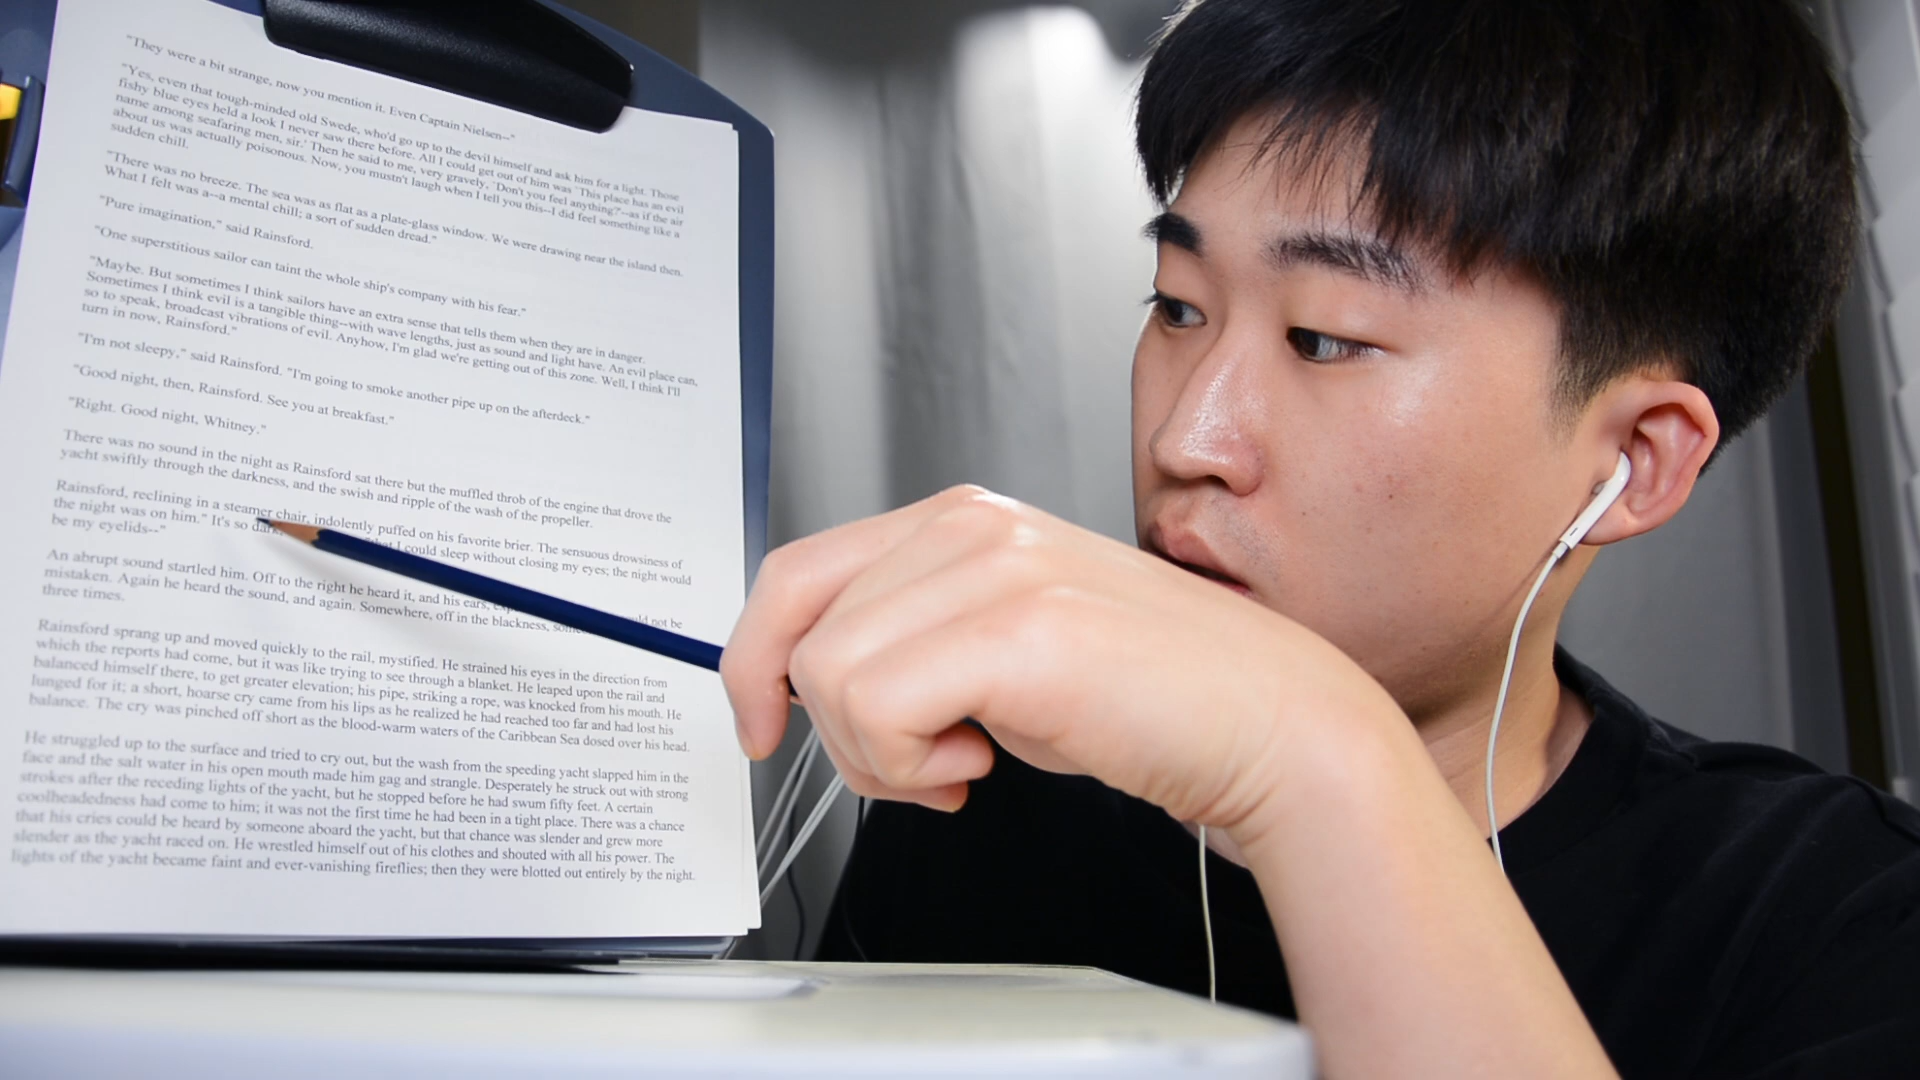 "They were a bit strange, now you mention it. Even Captain Nielsen--"
"Yes, even that tough-minded old Swede, who'd go up to the devil himself and ask him for a light. Those
fishy blue eyes held a look I never saw there before. All I could get out of him was `This place has an evil
name among seafaring men, sir.' Then he said to me, very gravely, `Don't you feel anything?'--as if the air
about us was actually poisonous. Now, you mustn't laugh when I tell you this--I did feel something like a
sudden chill.
"There was no breeze. The sea was as flat as a plate-glass window. We were drawing near the island then.
What I felt was a--a mental chill; a sort of sudden dread."
"Pure imagination," said Rainsford.
"One superstitious sailor can taint the whole ship's company with his fear."
"Maybe. But sometimes I think sailors have an extra sense that tells them when they are in danger.
Sometimes I think evil is a tangible thing--with wave lengths, just as sound and light have. An evil place can,
so to speak, broadcast vibrations of evil. Anyhow, I'm glad we're getting out of this zone. Well, I think I'll
turn in now, Rainsford."
"I'm not sleepy," said Rainsford. "I'm going to smoke another pipe up on the afterdeck."
"Good night, then, Rainsford. See you at breakfast."
"Right. Good night, Whitney."
There was no sound in the night as Rainsford sat there but the muffled throb of the engine that drove the
yacht swiftly through the darkness, and the swish and ripple of the wash of the propeller.
Rainsford, reclining in a steamer chair, indolently puffed on his favorite brier. The sensuous drowsiness of
the night was on him." It's so dark, that I could sleep without closing my eyes; the night would
be my eyelids--"
An abrupt sound startled him. Off to the right he heard it, and his ears, not be
mistaken. Again he heard the sound, and again. Somewhere, off in the blackness,
three times.
Rainsford sprang up and moved quickly to the rail, mystified. He strained his eyes in the direction from
which the reports had come, but it was like trying to see through a blanket. He leaped upon the rail and
balanced himself there, to get greater elevation; his pipe, striking a rope, was knocked from his mouth. He
lunged for it; a short, hoarse cry came from his lips as he realized he had reached too far and had lost his
balance. The cry was pinched off short as the blood-warm waters of the Caribbean Sea dosed over his head.
He struggled up to the surface and tried to cry out, but the wash from the speeding yacht slapped him in the
face and the salt water in his open mouth made him gag and strangle. Desperately he struck out with strong
strokes after the receding lights of the yacht, but he stopped before he had swum fifty feet. A certain
coolheadedness had come to him; it was not the first time he had been in a tight place. There was a chance
that his cries could be heard by someone aboard the yacht, but that chance was slender and grew more
slender as the yacht raced on. He wrestled himself out of his clothes and shouted with all his power. The
lights of the yacht became faint and ever-vanishing fireflies; then they were blotted out entirely by the night.